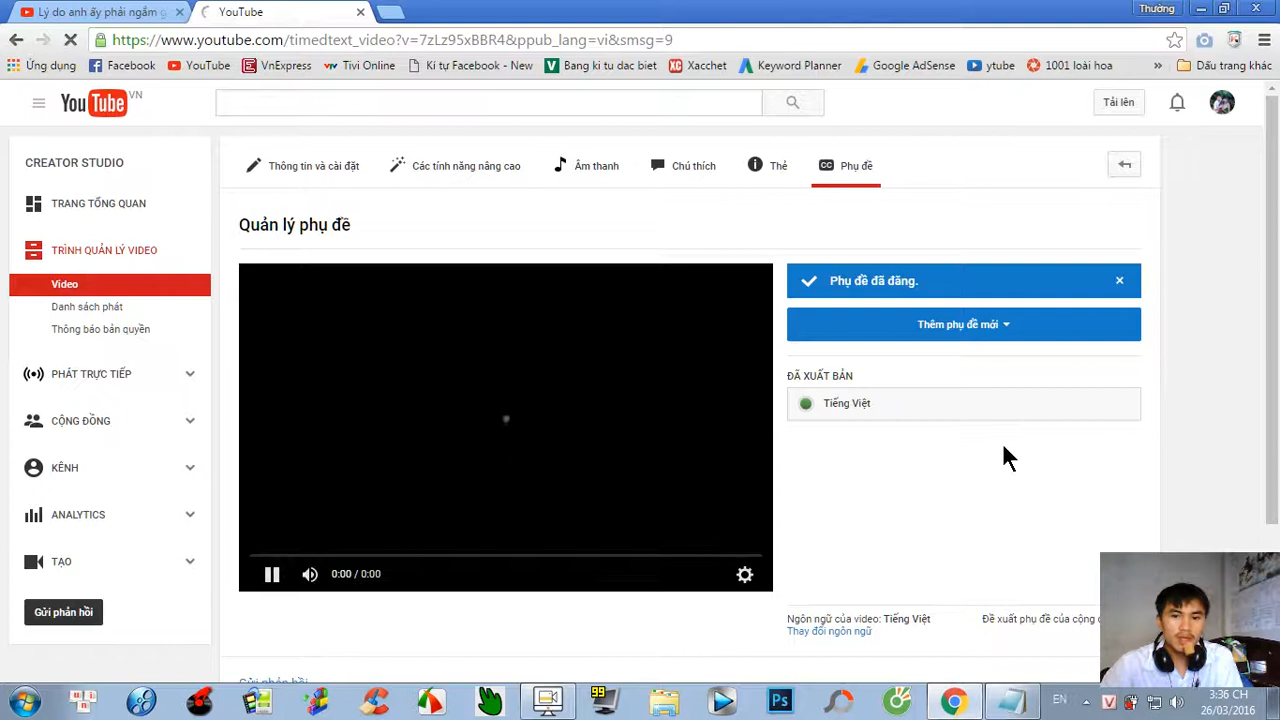 Lý do anh ấy phải ngắm g
YouTube
Thường
https://www.youtube.com/timedtext_video?v=7zLz95xBBR4&ppub_lang=vi&smsg=9
Ứng dụng Facebook YouTube VnExpress Tivi Online Kí tự Facebook - New Bang ki tu dac biet Xacchet Keyword Planner Google AdSense ytube 1001 loài hoa » Dấu trang khác
YouTube VN
Tải lên
CREATOR STUDIO
TRANG TỔNG QUAN
TRÌNH QUẢN LÝ VIDEO
Video
Danh sách phát
Thông báo bản quyền
PHÁT TRỰC TIẾP
CỘNG ĐỒNG
KÊNH
ANALYTICS
TẠO
Gửi phản hồi
Thông tin và cài đặt Các tính năng nâng cao Âm thanh Chú thích Thẻ CC Phụ đề
Quản lý phụ đề
0:00 / 0:00
Phụ đề đã đăng.
Thêm phụ đề mới
ĐÃ XUẤT BẢN
Tiếng Việt
Ngôn ngữ của video: Tiếng Việt
Thay đổi ngôn ngữ
Đề xuất phụ đề của cộng
Gửi phản hồi
99
Ps
EN
3:36 CH
26/03/2016